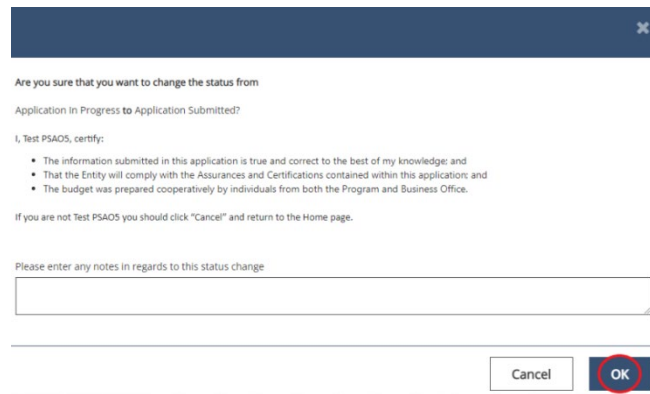 Are you sure that you want to change the status from
Application In Progress to Application Submitted?
I, Test PSAO5, certify:
• The information submitted in this application is true and correct to the best of my knowledge; and
• That the Entity will comply with the Assurances and Certifications contained within this application; and
• The budget was prepared cooperatively by individuals from both the Program and Business Office.
If you are not Test PSAO5 you should click "Cancel" and return to the Home page.
Please enter any notes in regards to this status change
Cancel
OK